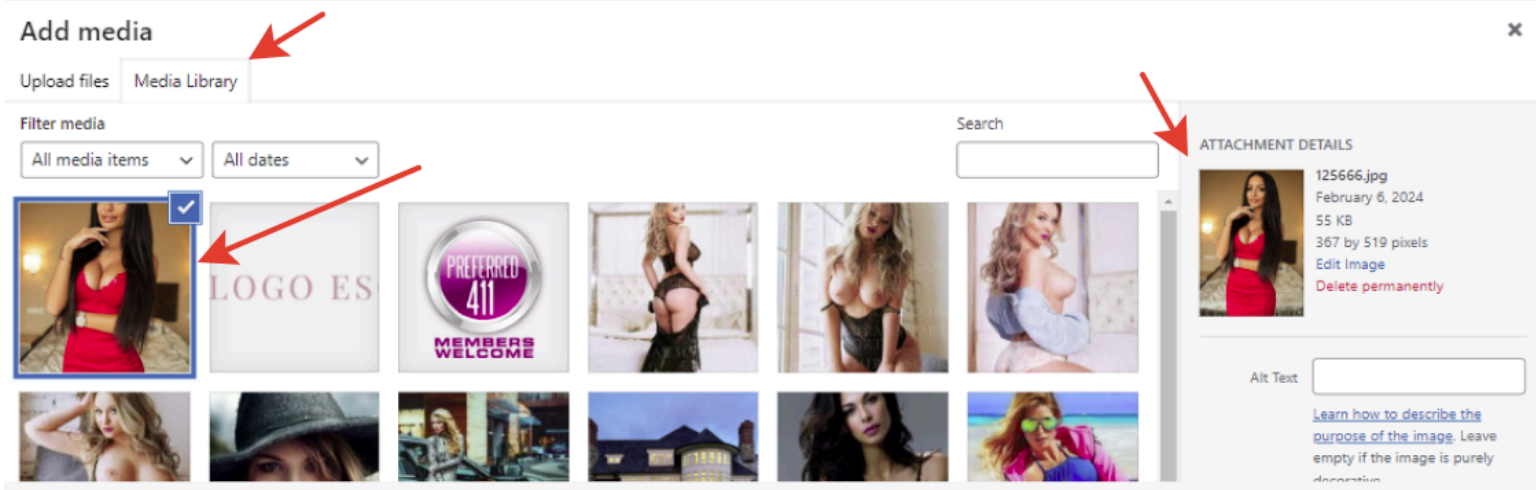 Add media
Upload files
Media Library
Filter media
All media items
All dates
Search
LOGO ES
PREFERRED
411
MEMBERS
WELCOME
ATTACHMENT DETAILS
125666.jpg
February 6, 2024
55 KB
367 by 519 pixels
Edit Image
Delete permanently
Alt Text
Learn how to describe the
purpose of the image. Leave
empty if the image is purely
decorative.